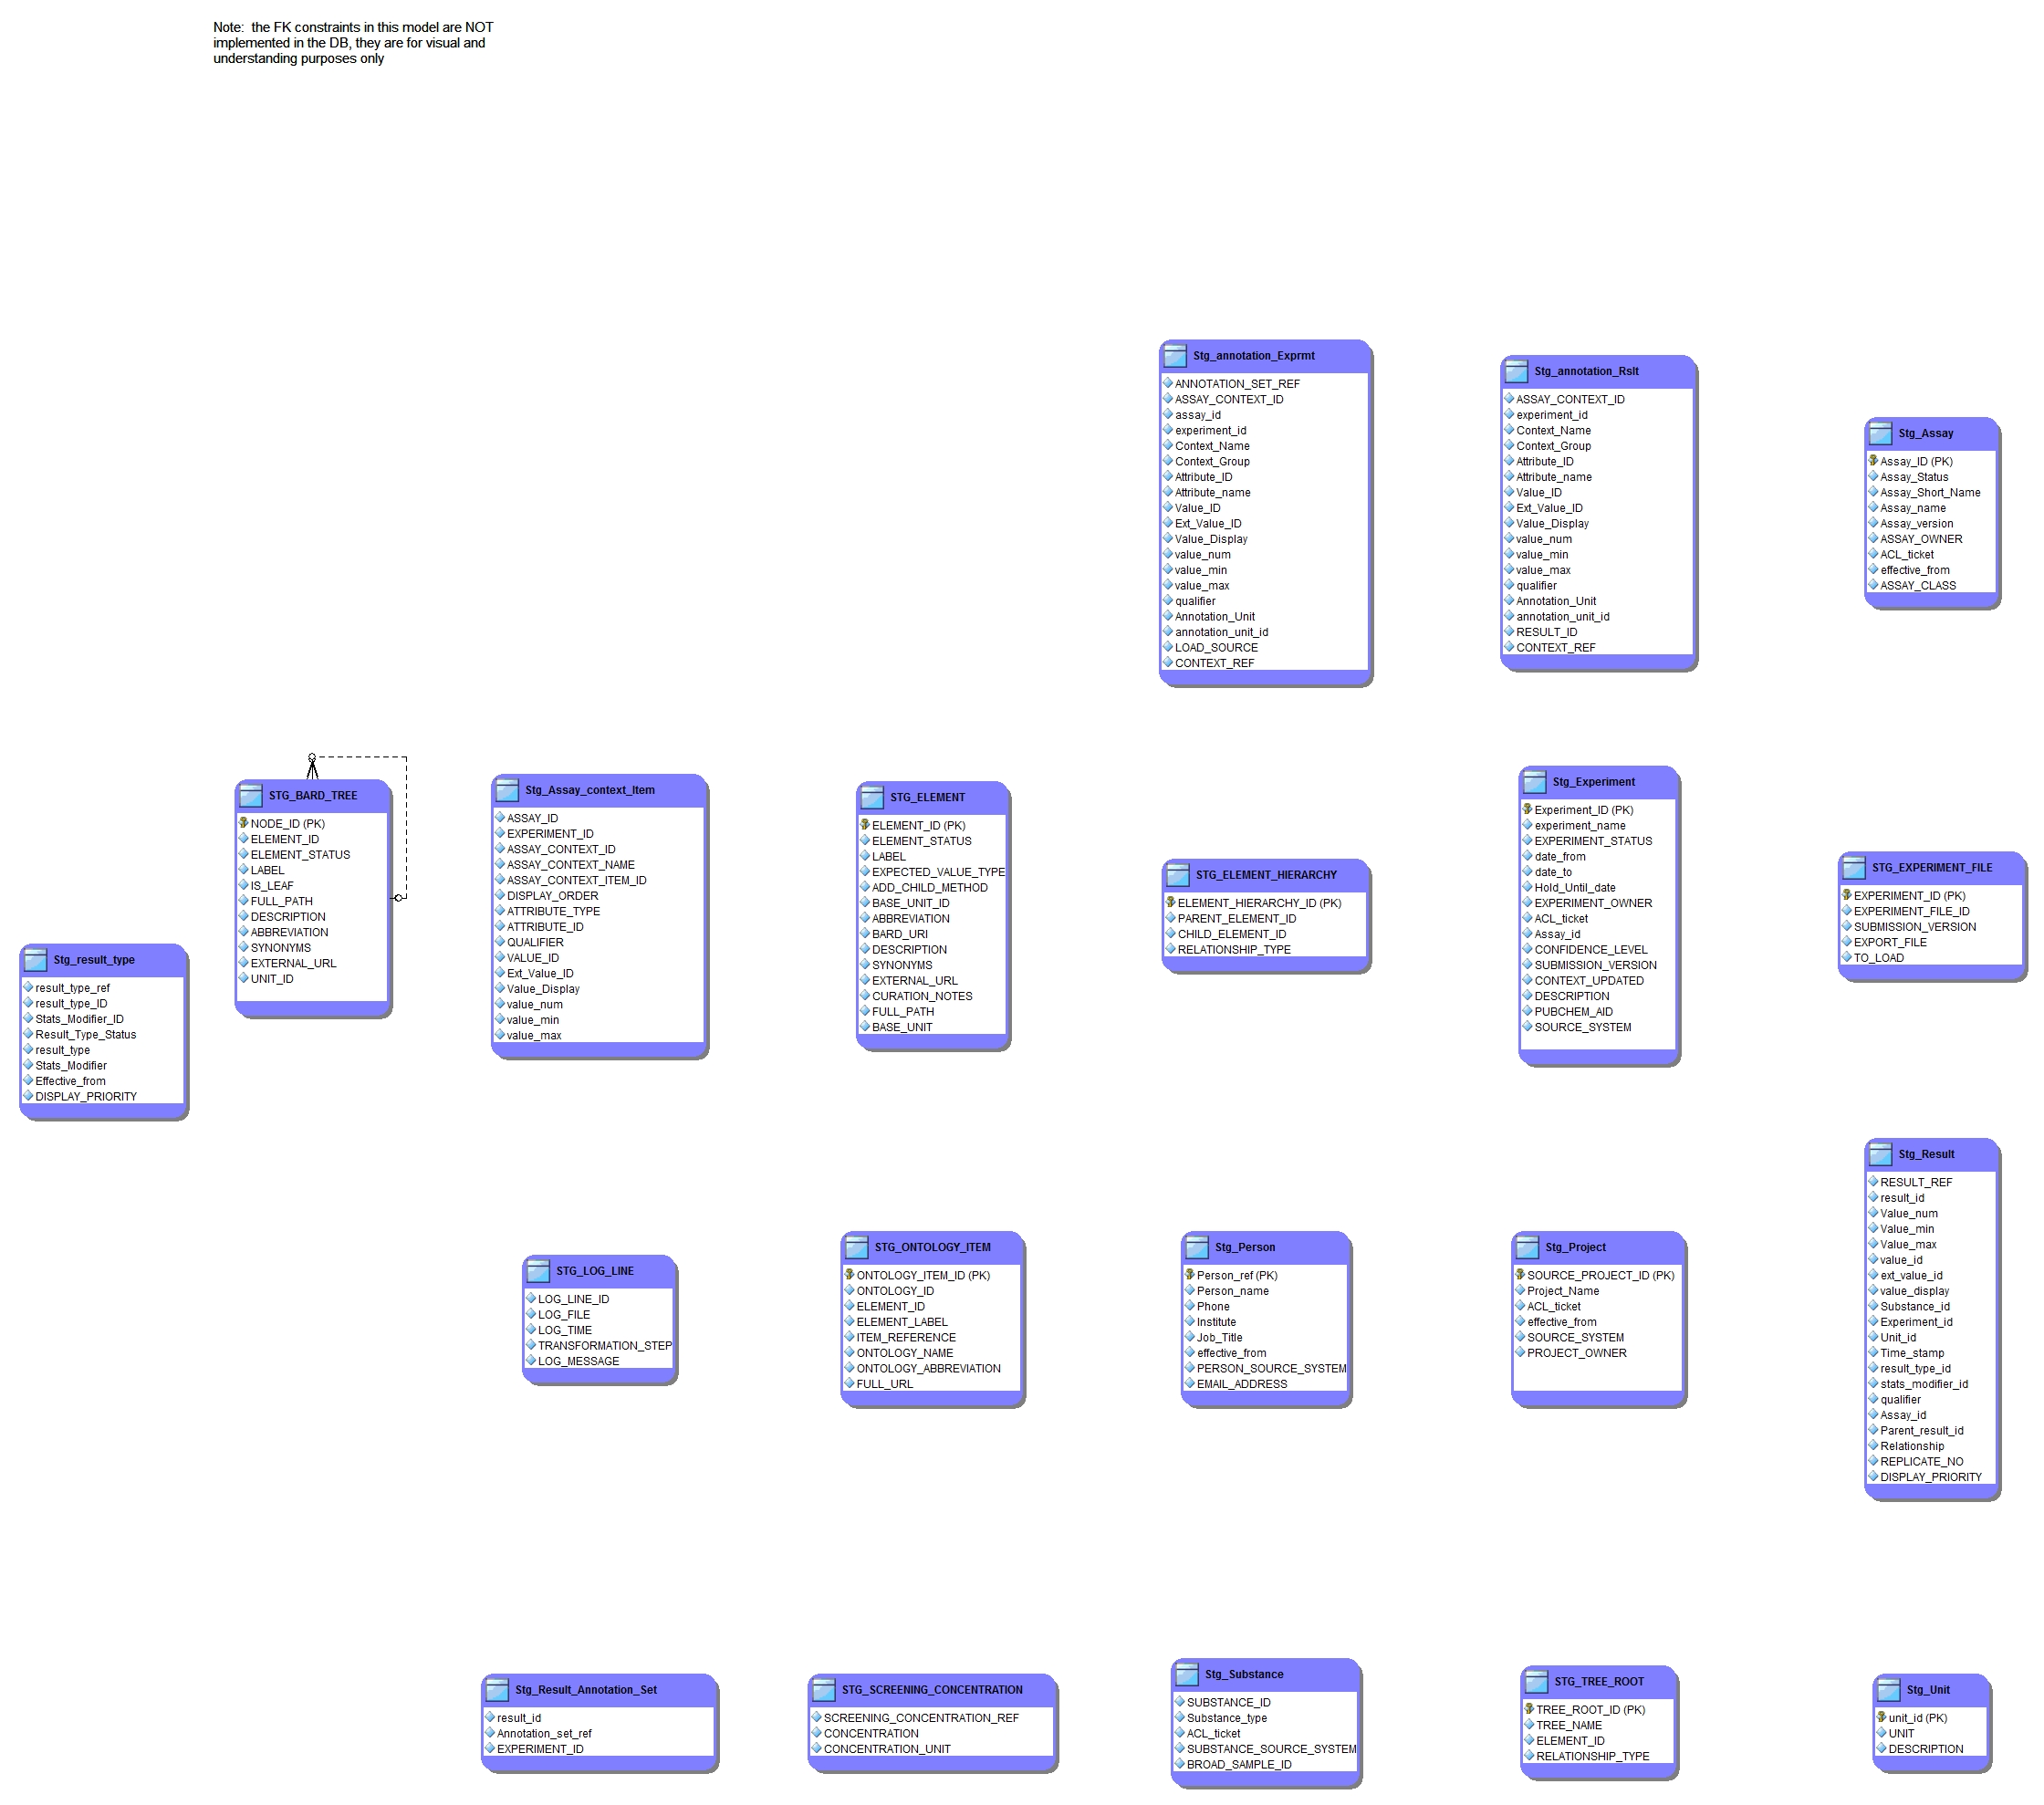 Note:  the FK constraints in this model are NOT
implemented in the DB, they are for visual and
understanding purposes only
Stg_annotation_Exprmt
ANNOTATION_SET_REF
ASSAY_CONTEXT_ID
assay_id
experiment_id
Context_Name
Context_Group
Attribute_ID
Attribute_name
Value_ID
Ext_Value_ID
Value_Display
value_num
value_min
value_max
qualifier
Annotation_Unit
annotation_unit_id
LOAD_SOURCE
CONTEXT_REF
Stg_annotation_Rslt
ASSAY_CONTEXT_ID
experiment_id
Context_Name
Context_Group
Attribute_ID
Attribute_name
Value_ID
Ext_Value_ID
Value_Display
value_num
value_min
value_max
qualifier
Annotation_Unit
annotation_unit_id
RESULT_ID
CONTEXT_REF
Stg_Assay
Assay_ID (PK)
Assay_Status
Assay_Short_Name
Assay_name
Assay_version
ASSAY_OWNER
ACL_ticket
effective_from
ASSAY_CLASS
Stg_result_type
result_type_ref
result_type_ID
Stats_Modifier_ID
Result_Type_Status
result_type
Stats_Modifier
Effective_from
DISPLAY_PRIORITY
STG_BARD_TREE
NODE_ID (PK)
ELEMENT_ID
ELEMENT_STATUS
LABEL
IS_LEAF
FULL_PATH
DESCRIPTION
ABBREVIATION
SYNONYMS
EXTERNAL_URL
UNIT_ID
Stg_Assay_context_Item
ASSAY_ID
EXPERIMENT_ID
ASSAY_CONTEXT_ID
ASSAY_CONTEXT_NAME
ASSAY_CONTEXT_ITEM_ID
DISPLAY_ORDER
ATTRIBUTE_TYPE
ATTRIBUTE_ID
QUALIFIER
VALUE_ID
Ext_Value_ID
Value_Display
value_num
value_min
value_max
STG_ELEMENT
ELEMENT_ID (PK)
ELEMENT_STATUS
LABEL
EXPECTED_VALUE_TYPE
ADD_CHILD_METHOD
BASE_UNIT_ID
ABBREVIATION
BARD_URI
DESCRIPTION
SYNONYMS
EXTERNAL_URL
CURATION_NOTES
FULL_PATH
BASE_UNIT
STG_ELEMENT_HIERARCHY
ELEMENT_HIERARCHY_ID (PK)
PARENT_ELEMENT_ID
CHILD_ELEMENT_ID
RELATIONSHIP_TYPE
Stg_Experiment
Experiment_ID (PK)
experiment_name
EXPERIMENT_STATUS
date_from
date_to
Hold_Until_date
EXPERIMENT_OWNER
ACL_ticket
Assay_id
CONFIDENCE_LEVEL
SUBMISSION_VERSION
CONTEXT_UPDATED
DESCRIPTION
PUBCHEM_AID
SOURCE_SYSTEM
STG_EXPERIMENT_FILE
EXPERIMENT_ID (PK)
EXPERIMENT_FILE_ID
SUBMISSION_VERSION
EXPORT_FILE
TO_LOAD
STG_LOG_LINE
LOG_LINE_ID
LOG_FILE
LOG_TIME
TRANSFORMATION_STEP
LOG_MESSAGE
STG_ONTOLOGY_ITEM
ONTOLOGY_ITEM_ID (PK)
ONTOLOGY_ID
ELEMENT_ID
ELEMENT_LABEL
ITEM_REFERENCE
ONTOLOGY_NAME
ONTOLOGY_ABBREVIATION
FULL_URL
Stg_Person
Person_ref (PK)
Person_name
Phone
Institute
Job_Title
effective_from
PERSON_SOURCE_SYSTEM
EMAIL_ADDRESS
Stg_Project
SOURCE_PROJECT_ID (PK)
Project_Name
ACL_ticket
effective_from
SOURCE_SYSTEM
PROJECT_OWNER
Stg_Result
RESULT_REF
result_id
Value_num
Value_min
Value_max
value_id
ext_value_id
value_display
Substance_id
Experiment_id
Unit_id
Time_stamp
result_type_id
stats_modifier_id
qualifier
Assay_id
Parent_result_id
Relationship
REPLICATE_NO
DISPLAY_PRIORITY
Stg_Result_Annotation_Set
result_id
Annotation_set_ref
EXPERIMENT_ID
STG_SCREENING_CONCENTRATION
SCREENING_CONCENTRATION_REF
CONCENTRATION
CONCENTRATION_UNIT
Stg_Substance
SUBSTANCE_ID
Substance_type
ACL_ticket
SUBSTANCE_SOURCE_SYSTEM
BROAD_SAMPLE_ID
STG_TREE_ROOT
TREE_ROOT_ID (PK)
TREE_NAME
ELEMENT_ID
RELATIONSHIP_TYPE
Stg_Unit
unit_id (PK)
UNIT
DESCRIPTION